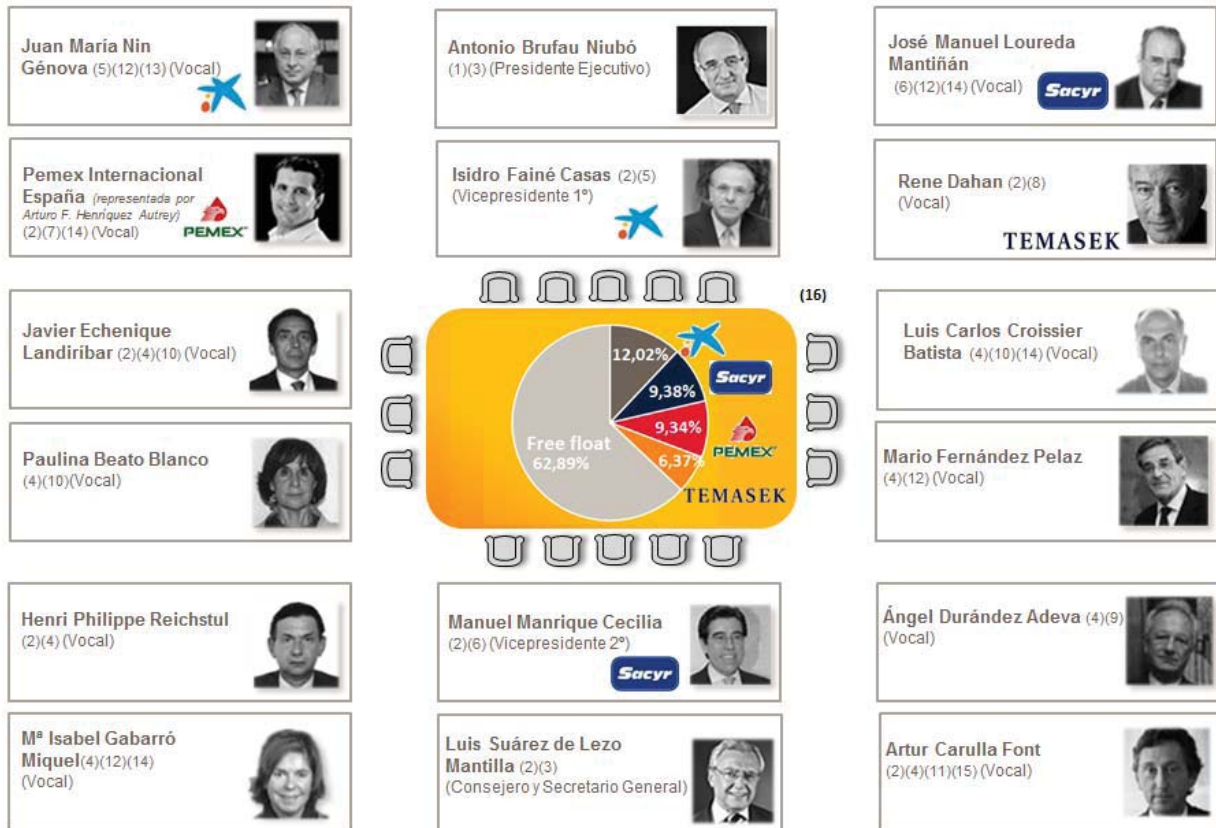 Juan María Nin
Génova (5)(12)(13) (Vocal)
Antonio Brufau Niubó
(1)(3) (Presidente Ejecutivo)
José Manuel Loureda
Mantiñán
(6)(12)(14) (Vocal)
Sacyr
Pemex Internacional
España (representada por
Arturo F. Henríquez Autrey)
(2)(7)(14) (Vocal)
PEMEX
Isidro Fainé Casas (2)(5)
(Vicepresidente 1º)
Rene Dahan (2)(8)
(Vocal)
TEMASEK
Javier Echenique
Landiríbar (2)(4)(10) (Vocal)
Paulina Beato Blanco
(4)(10)(Vocal)
(16)
12,02%
Sacyr
9,38%
9,34%
PEMEX
6,37%
TEMASEK
Free float
62,89%
Luis Carlos Croissier
Batista (4)(10)(14) (Vocal)
Mario Fernández Pelaz
(4)(12) (Vocal)
Henri Philippe Reichstul
(2)(4) (Vocal)
Manuel Manrique Cecilia
(2)(6) (Vicepresidente 2º)
Sacyr
Ángel Durández Adeva (4)(9)
(Vocal)
Mª Isabel Gabarró
Miquel(4)(12)(14)
(Vocal)
Luis Suárez de Lezo
Mantilla (2)(3)
(Consejero y Secretario General)
Artur Carulla Font
(2)(4)(11)(15) (Vocal)